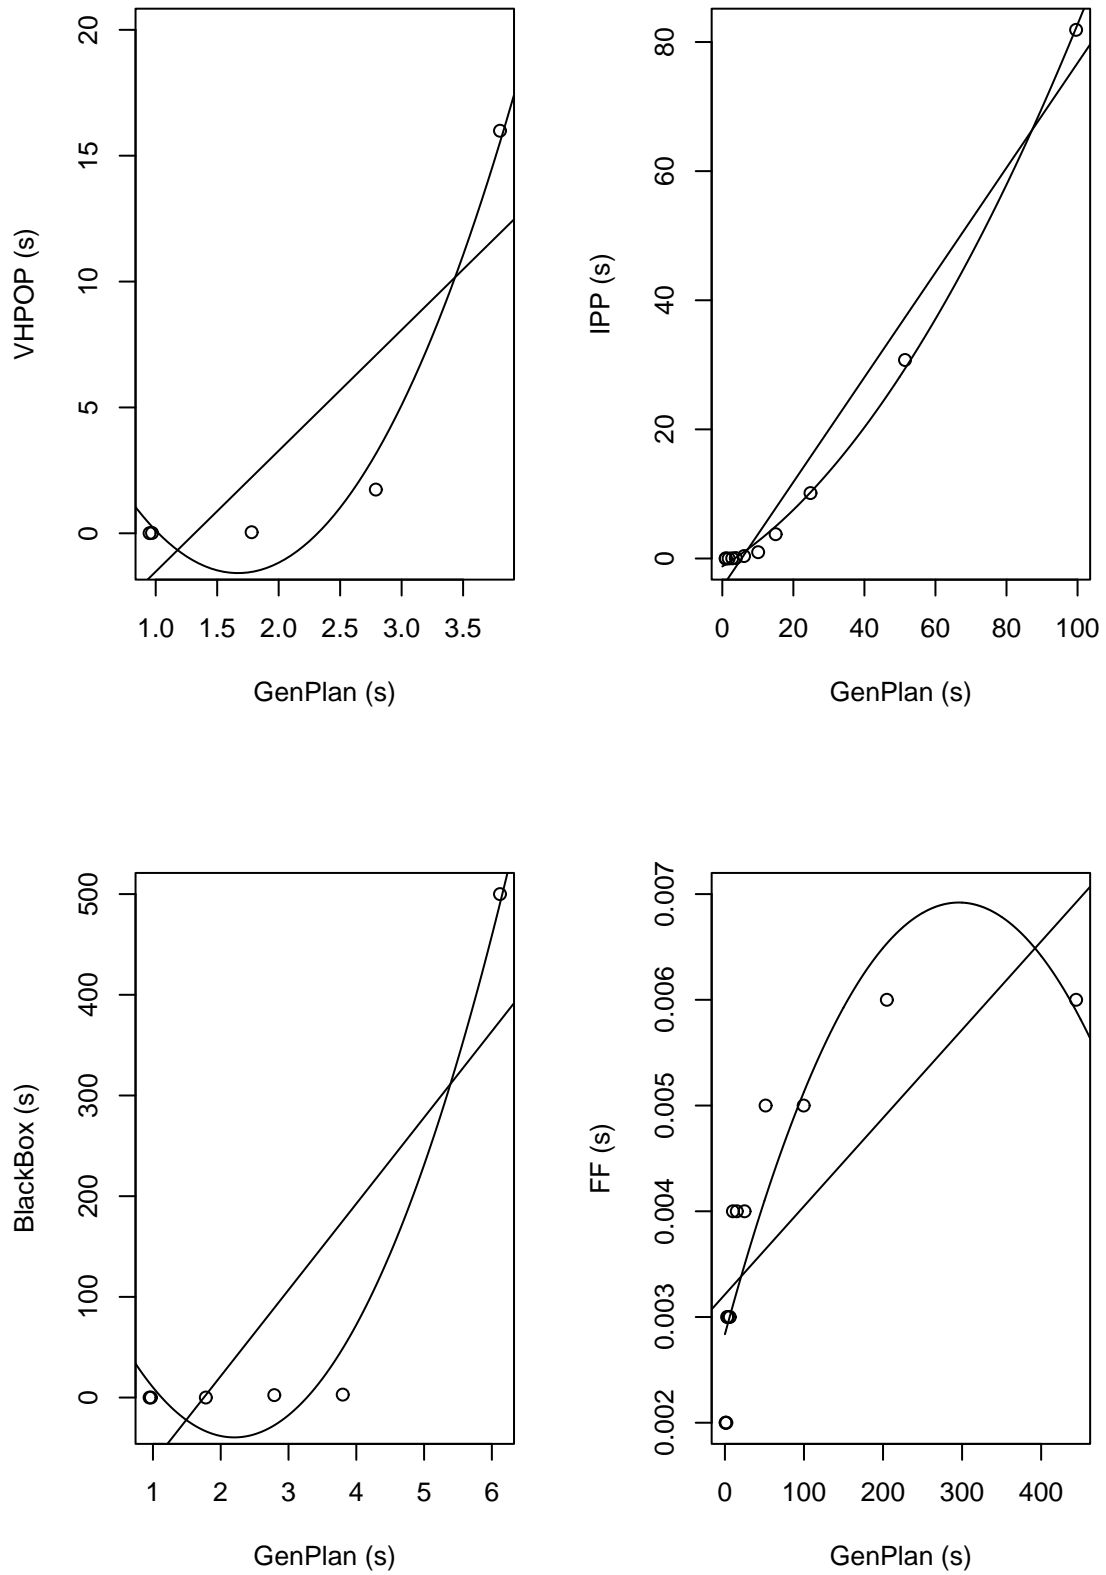 20
15
10
5
0
VHPOP (s)
1.0 1.5 2.0 2.5 3.0 3.5
GenPlan (s)
80
60
40
20
0
IPP (s)
0 20 40 60 80 100
GenPlan (s)
500
400
300
200
100
0
BlackBox (s)
1 2 3 4 5 6
GenPlan (s)
0.007
0.006
0.005
0.004
0.003
0.002
FF (s)
0 100 200 300 400
GenPlan (s)